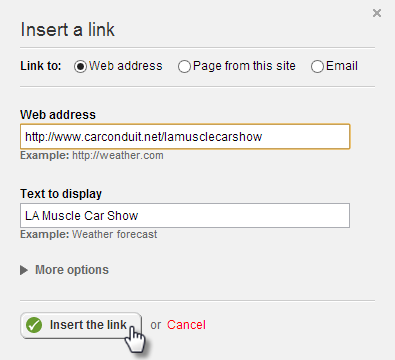 Insert a link
Link to: Web address Page from this site Email
Web address
http://www.carconduit.net/lamusclecarshow
Example: http://weather.com
Text to display
LA Muscle Car Show
Example: Weather forecast
More options
Insert the link or Cancel